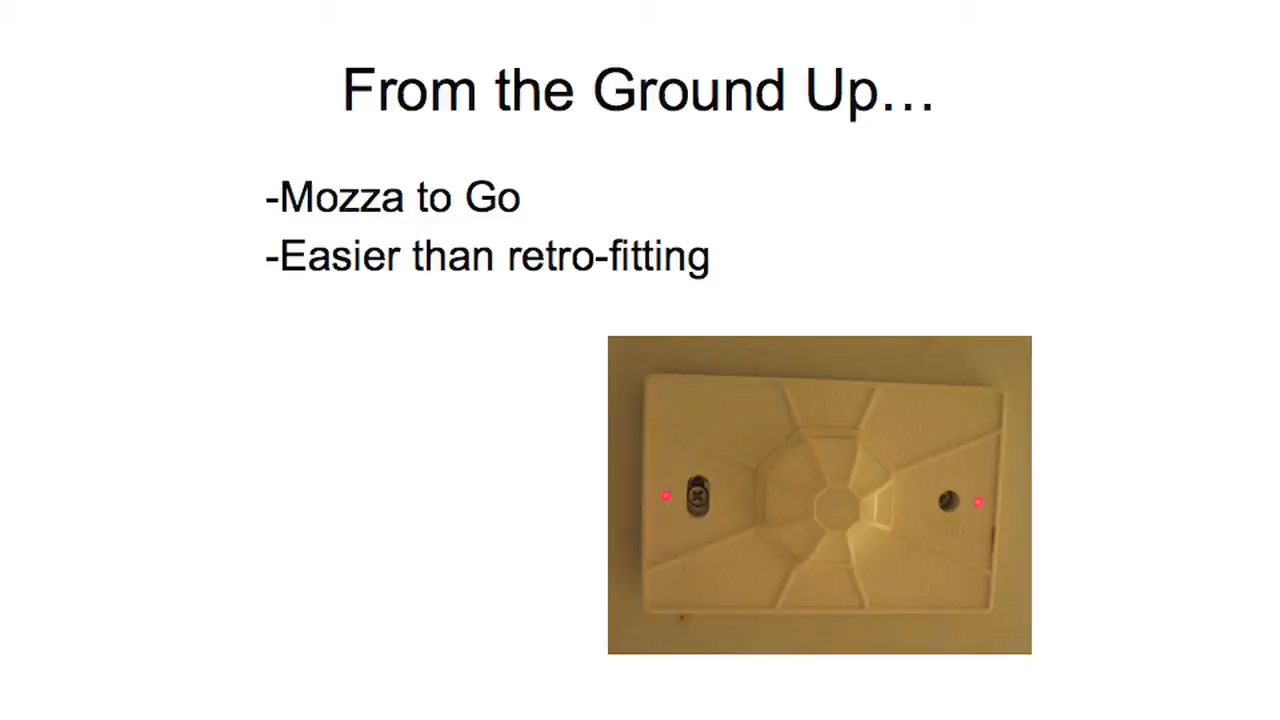 From the Ground Up…
-Mozza to Go
-Easier than retro-fitting